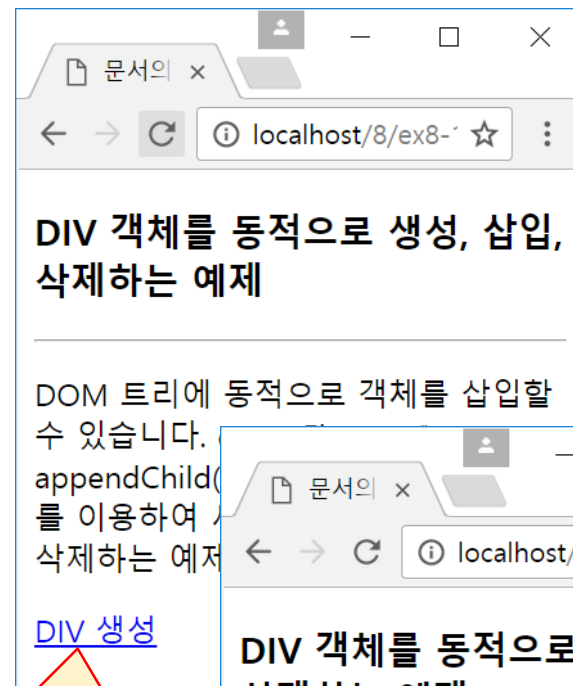 문서의
localhost/8/ex8-
DIV 객체를 동적으로 생성, 삽입,
삭제하는 예제
DOM 트리에 동적으로 객체를 삽입할
수 있습니다.
appendChild(
를 이용하여
삭제하는 예제
DIV 생성
문서의
localhost/
DIV 객체를 동적으로